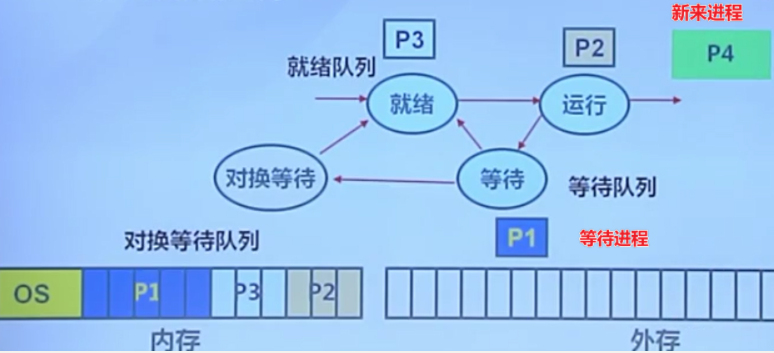 新来进程
P3
P2
P4
就绪队列
就绪
运行
对换等待
等待
等待队列
对换等待队列
P1
等待进程
OS
P1
P3
P2
内存
外存